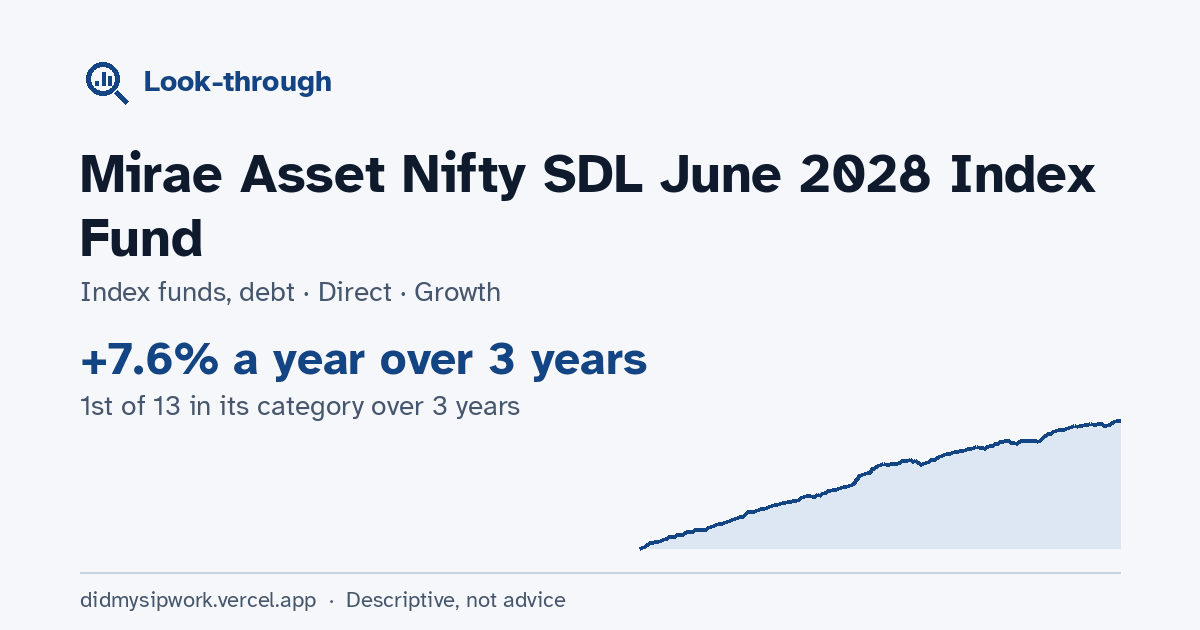 Look-through
Mirae Asset Nifty SDL June 2028 Index
Fund
Index funds, debt · Direct · Growth
+7.6% a year over 3 years
1st of 13 in its category over 3 years
didmysipwork.vercel.app · Descriptive, not advice